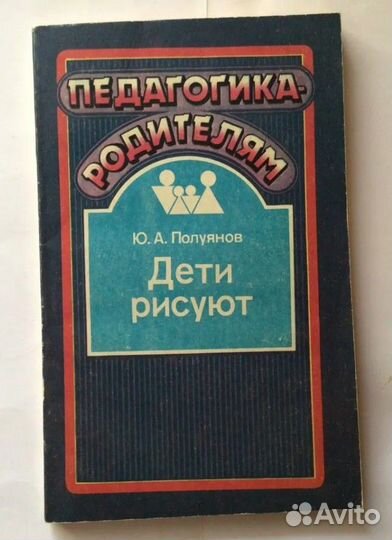 ПЕДАГОГИКА-
РОДИТЕЛЯМ
Ю. А. Полуянов
Дети
рисуют
Avito